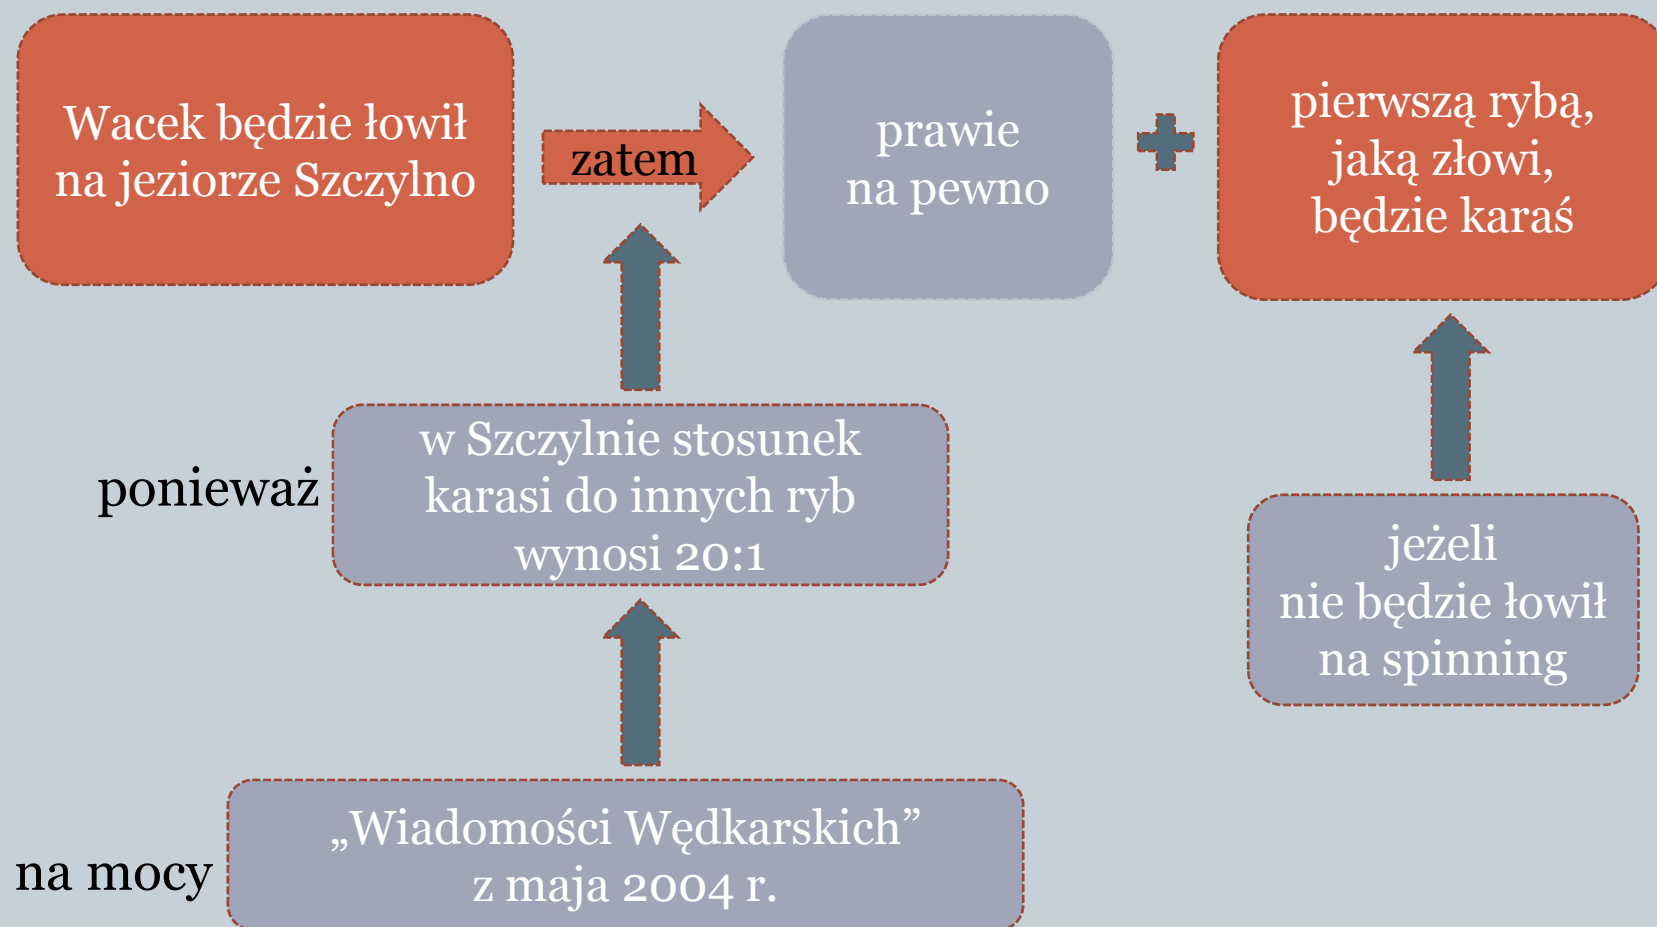 Wacek będzie łowił
na jeziorze Szczylno
zatem
prawie
na pewno
pierwszą rybą,
jaką złowi,
będzie karaś
ponieważ
w Szczylnie stosunek
karasi do innych ryb
wynosi 20:1
jeżeli
nie będzie łowił
na spinning
na mocy
„Wiadomości Wędkarskich”
z maja 2004 r.